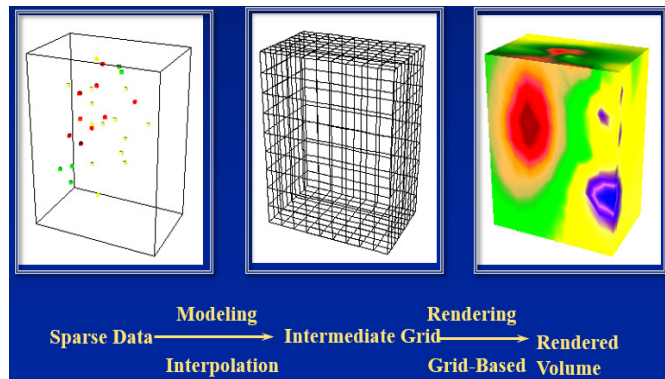 Modeling
Rendering
Sparse Data
Intermediate Grid
Rendered
Interpolation
Grid-Based
Volume